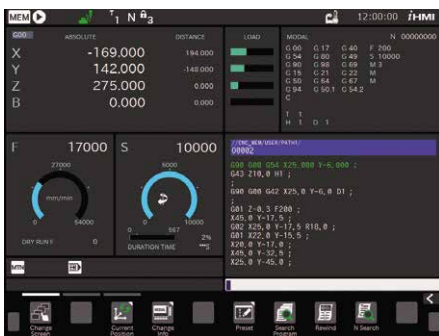 MEM T1 N 3 12:00:00 iHMI
G00 ABSOLUTE DISTANCE
X -169.000 194.000
Y 142.000 -148.000
Z 275.000 0.000
B 0.000 0.000
LOAD
MODAL N 00000000
G 00 G 17 G 40 F 200
G 54 G 80 G 49 S 10000
G 90 G 98 G 69 M 3
G 15 G 21 G 22 M
G 50 G 64 G 67 M
G 94 G 50.1 G 54.2
C
T 1
H 1 D 1
F 17000
27000
mm/min
0 54000
DRY RUN F 0
S 10000
5000
0 10000
0 567
2%
DURATION TIME
//CNC_MEM/USER/PATH1/
O0002
G90 G00 G54 X25.000 Y-6.000 ;
G43 Z10.0 H1 ;
;
G90 G00 G42 X25.0 Y-6.0 D1 ;
;
G01 Z-0.3 F200 ;
X45.0 Y-17.5 ;
G02 X25.0 Y-17.5 R18.0 ;
G01 X22.0 Y-15.5 ;
X20.0 Y-17.0 ;
X45.0 Y-32.5 ;
X25.0 Y-45.0 ;
MTN
Change Screen
Current Position
Change Info
Preset
Search Program
Rewind
N Search